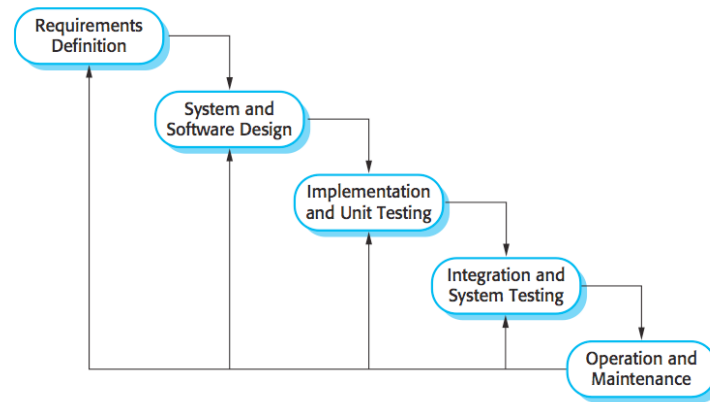 Requirements
Definition
System and
Software Design
Implementation
and Unit Testing
Integration and
System Testing
Operation and
Maintenance